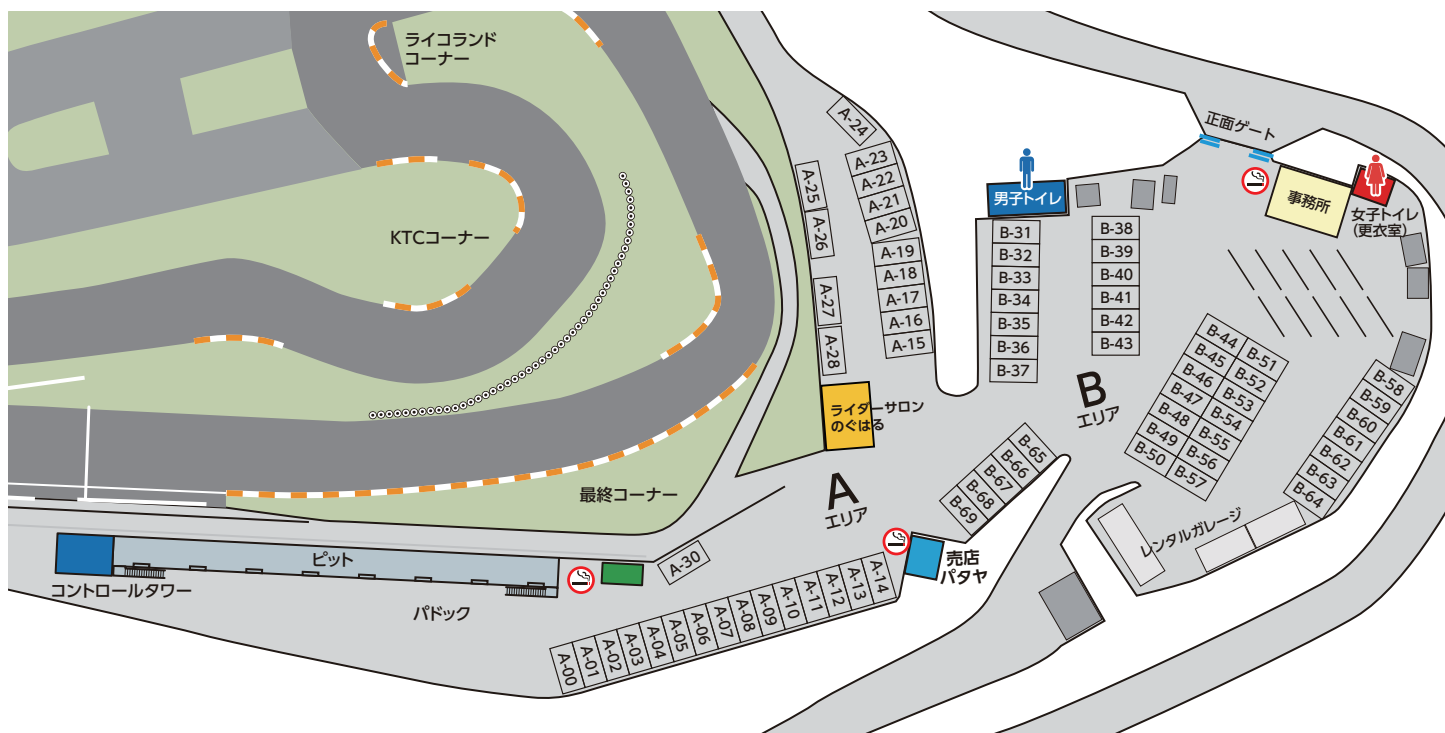 ライコランド
コーナー
KTCコーナー
最終コーナー
コントロールタワー
ピット
パドック
A-30
A-00
A-01
A-02
A-03
A-04
A-05
A-06
A-07
A-08
A-09
A-10
A-11
A-12
A-13
A-14
A
エリア
ライダーサロン
のぐはる
A-24
A-23
A-22
A-21
A-20
A-19
A-18
A-17
A-16
A-15
A-25
A-26
A-27
A-28
男子トイレ
B-31
B-32
B-33
B-34
B-35
B-36
B-37
B-38
B-39
B-40
B-41
B-42
B-43
B
エリア
正面ゲート
事務所
女子トイレ
(更衣室)
B-44
B-45
B-46
B-47
B-48
B-49
B-50
B-51
B-52
B-53
B-54
B-55
B-56
B-57
B-58
B-59
B-60
B-61
B-62
B-63
B-64
B-65
B-66
B-67
B-68
B-69
売店
パタヤ
レンタルガレージ